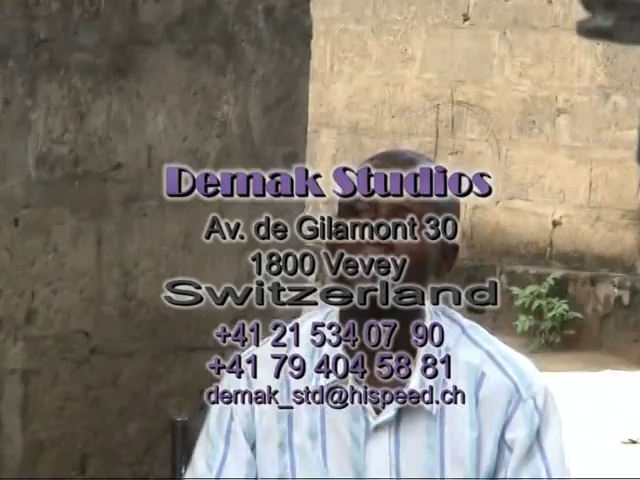 Demak Studios
Av. de Gilamont 30
1800 Vevey
Switzerland
+41 21 534 07 90
+41 79 404 58 81
demak_std@hispeed.ch